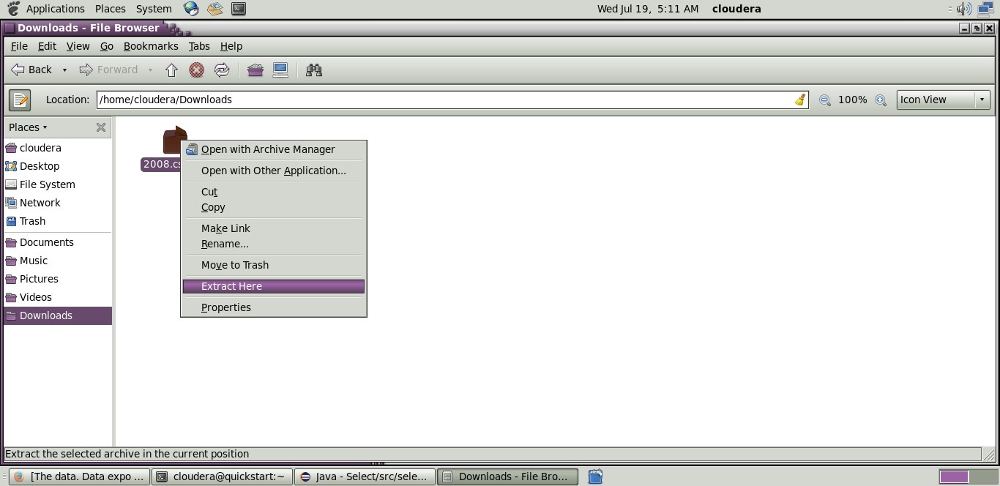 Applications Places System Wed Jul 19, 5:11 AM cloudera
Downloads - File Browser
File Edit View Go Bookmarks Tabs Help
Back Forward
Location: /home/cloudera/Downloads 100% Icon View
Places
cloudera
Desktop
File System
Network
Trash
Documents
Music
Pictures
Videos
Downloads
2008.cs
Open with Archive Manager
Open with Other Application...
Cut
Copy
Make Link
Rename...
Move to Trash
Extract Here
Properties
Extract the selected archive in the current position
[The data. Data expo ... cloudera@quickstart:~ Java - Select/src/sele... Downloads - File Bro...